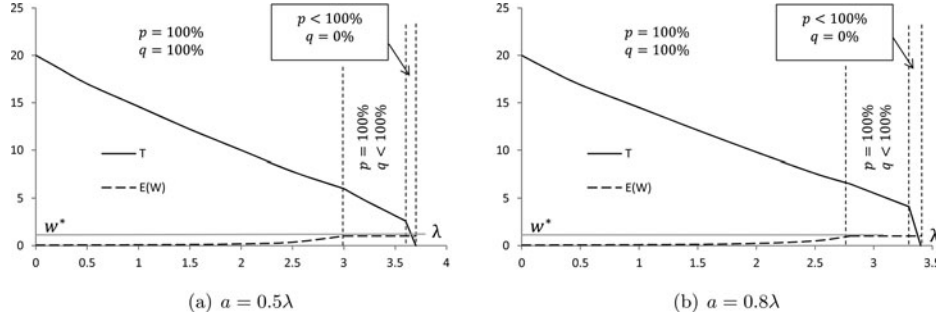 25
20
15
10
5
0
p = 100%
q = 100%
p < 100%
q = 0%
p = 100%
q < 100%
T
E(W)
w*
λ
0 0.5 1 1.5 2 2.5 3 3.5 4
(a) a = 0.5λ
25
20
15
10
5
0
p = 100%
q = 100%
p < 100%
q = 0%
p = 100%
q < 100%
T
E(W)
w*
λ
0 0.5 1 1.5 2 2.5 3 3.5
(b) a = 0.8λ